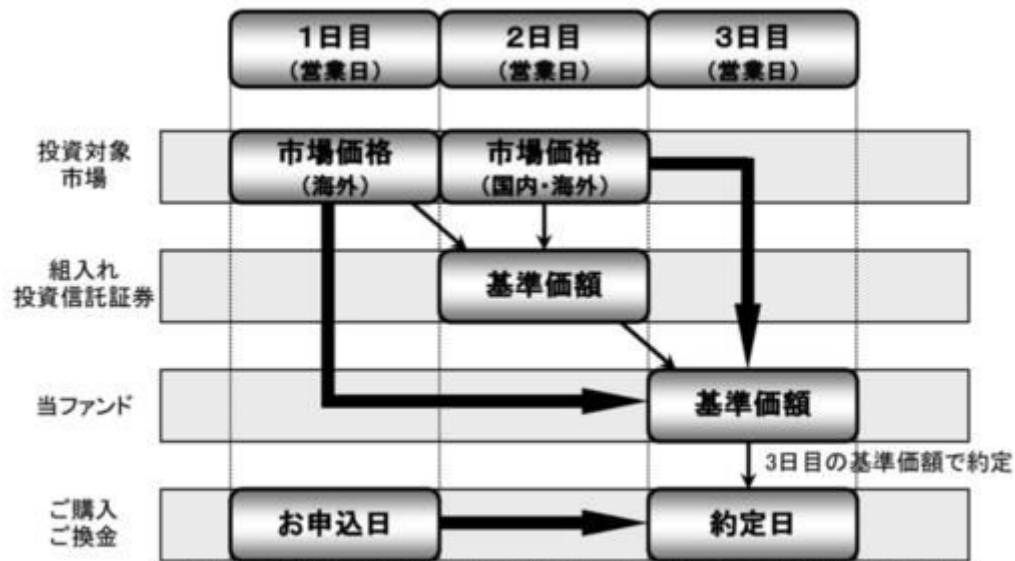 1日目
(営業日)
2日目
(営業日)
3日目
(営業日)
投資対象
市場
市場価格
(海外)
市場価格
(国内・海外)
組入れ
投資信託証券
基準価額
当ファンド
基準価額
3日目の基準価額で約定
ご購入
ご換金
お申込日
約定日